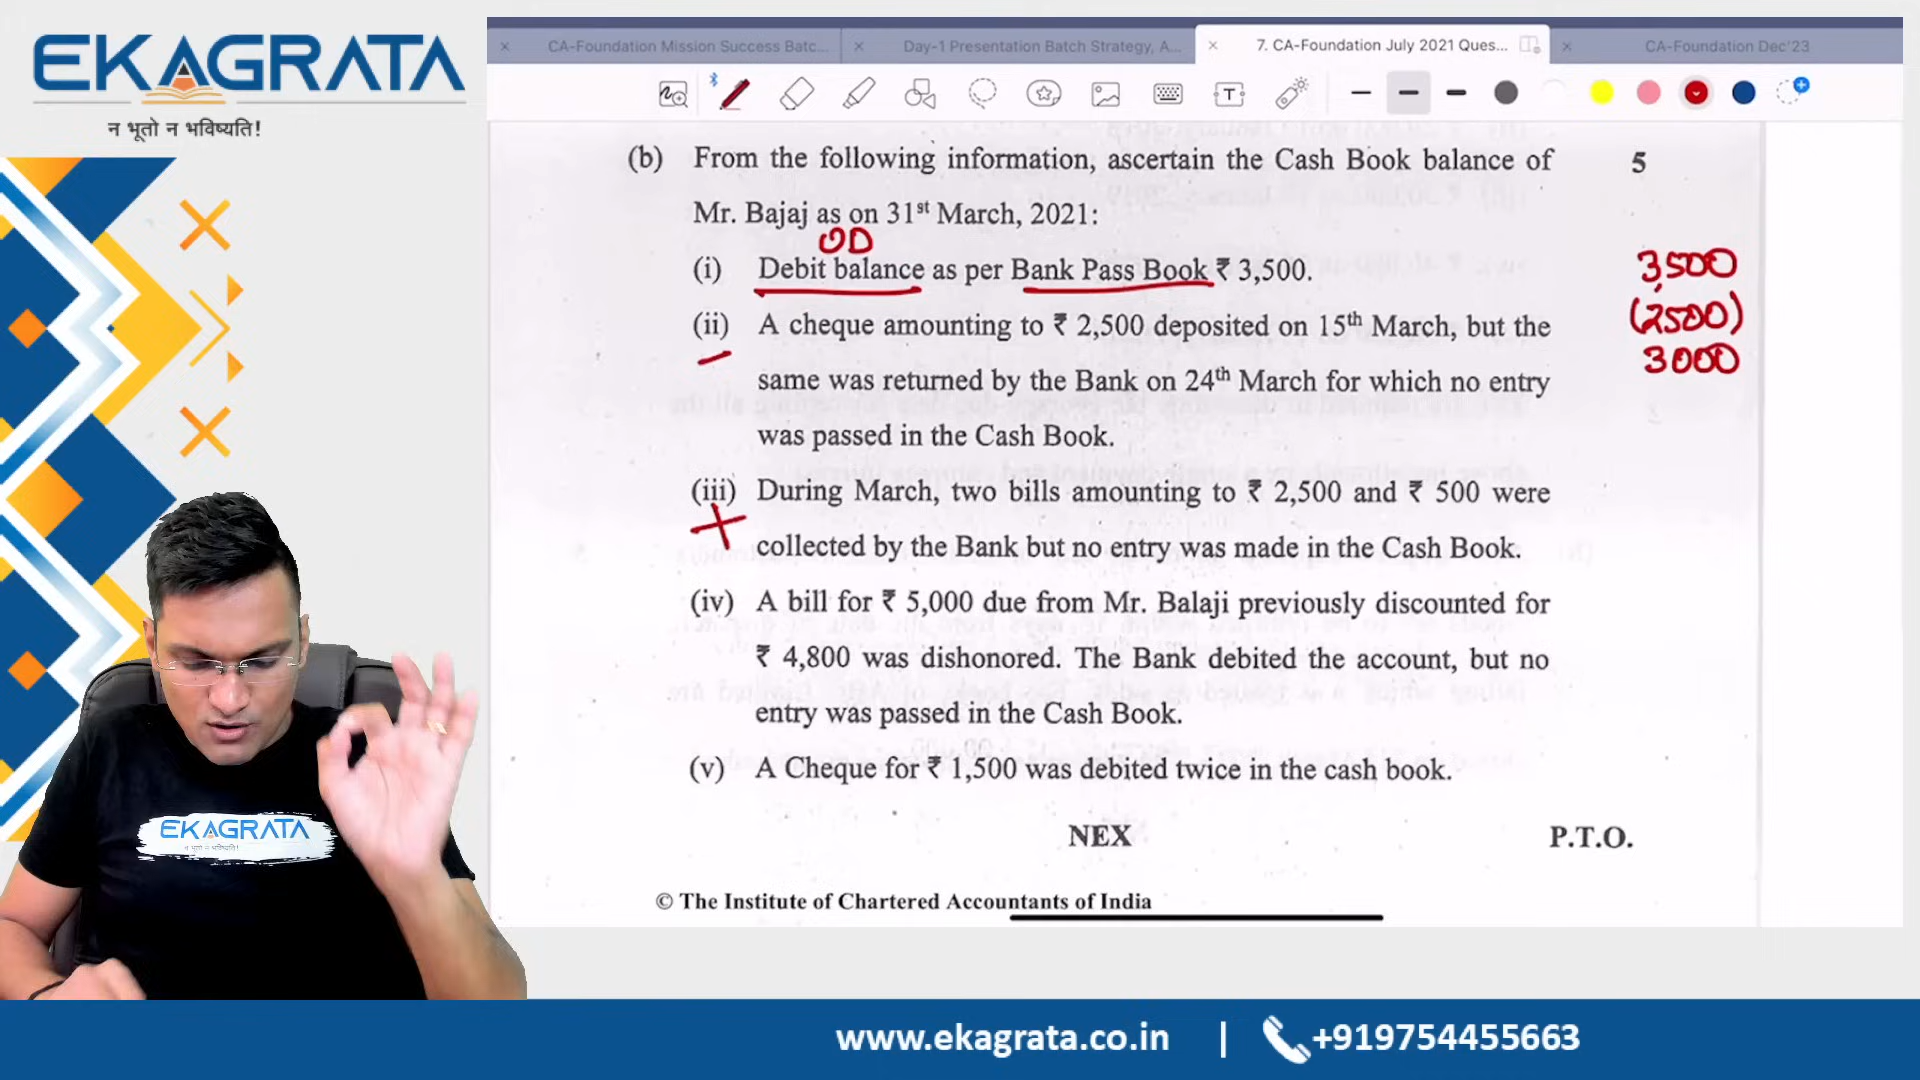 EKAGRATA
न भूतो न भविष्यति!
CA-Foundation Mission Success Batc...
Day-1 Presentation Batch Strategy, A...
7. CA-Foundation July 2021 Ques...
CA-Foundation Dec'23
(b) From the following information, ascertain the Cash Book balance of 5
Mr. Bajaj as on 31st March, 2021:
OD
(i) Debit balance as per Bank Pass Book ₹ 3,500. 3,500
(ii) A cheque amounting to ₹ 2,500 deposited on 15th March, but the (2500)
3000
same was returned by the Bank on 24th March for which no entry
was passed in the Cash Book.
(iii) During March, two bills amounting to ₹ 2,500 and ₹ 500 were
collected by the Bank but no entry was made in the Cash Book.
(iv) A bill for ₹ 5,000 due from Mr. Balaji previously discounted for
₹ 4,800 was dishonored. The Bank debited the account, but no
entry was passed in the Cash Book.
(v) A Cheque for ₹ 1,500 was debited twice in the cash book.
NEX P.T.O.
© The Institute of Chartered Accountants of India
EKAGRATA
न भूतो न भविष्यति!
www.ekagrata.co.in | +919754455663